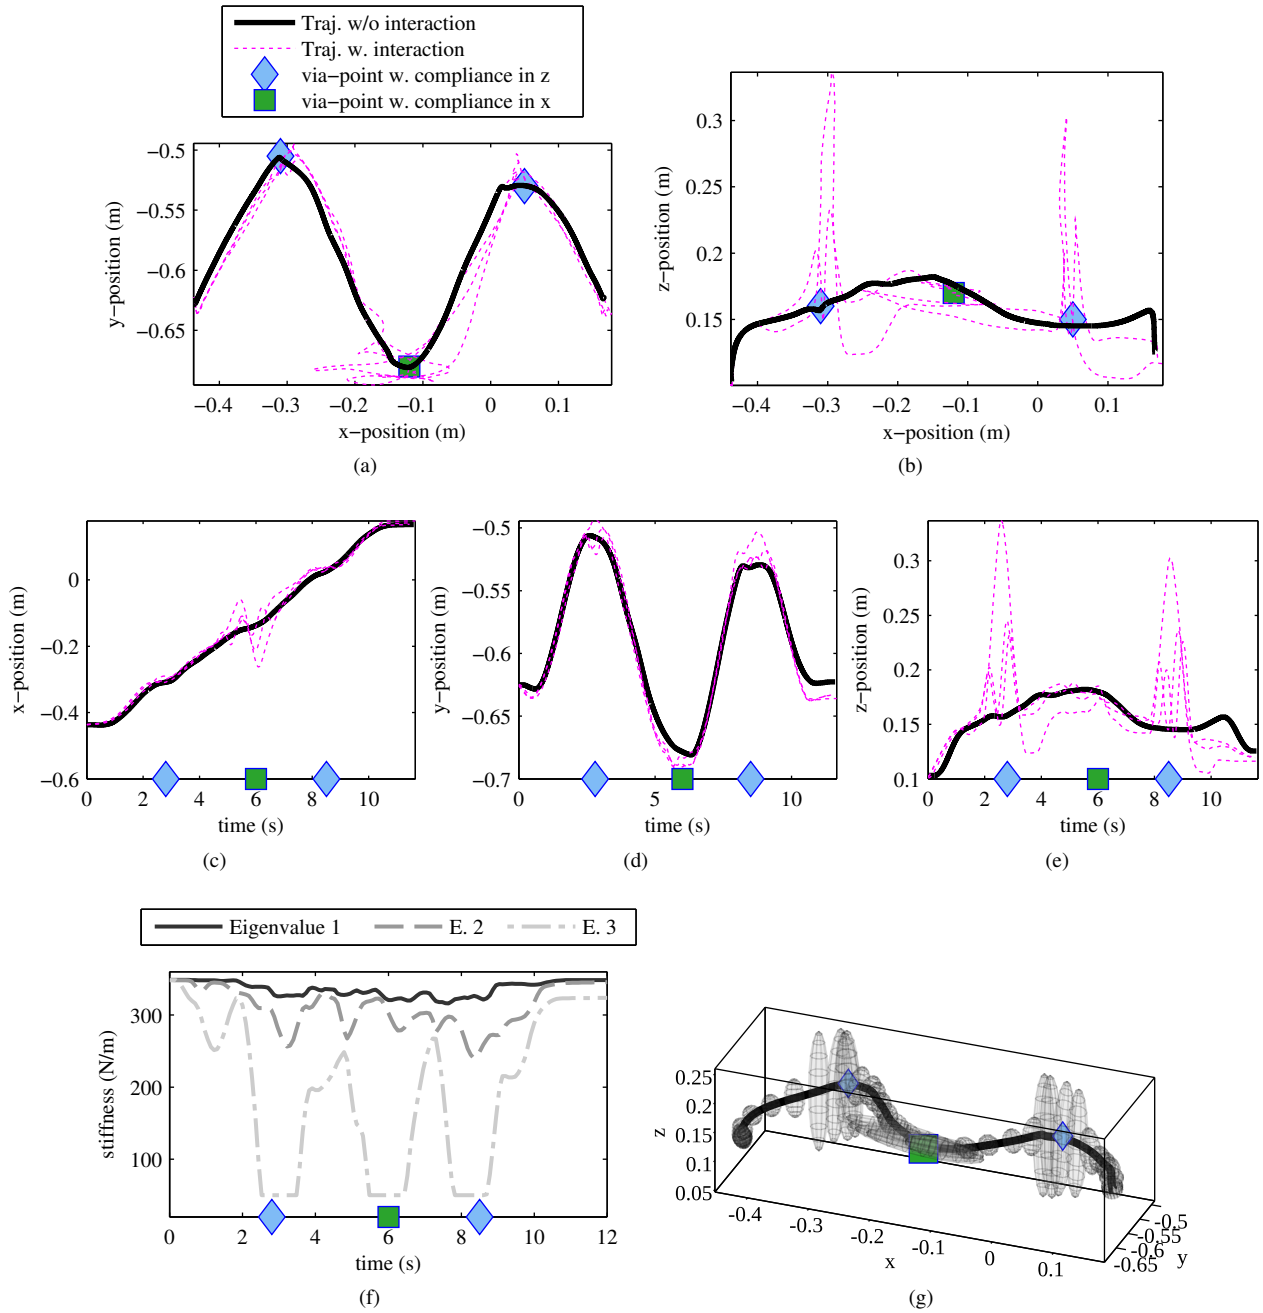 Traj. w/o interaction
Traj. w. interaction
via−point w. compliance in z
via−point w. compliance in x
−0.5
−0.55
−0.6
−0.65
y−position (m)
−0.4 −0.3 −0.2 −0.1 0 0.1
x−position (m)
(a)
0.3
0.25
0.2
0.15
z−position (m)
−0.4 −0.3 −0.2 −0.1 0 0.1
x−position (m)
(b)
0
−0.2
−0.4
−0.6
x−position (m)
0 2 4 6 8 10
time (s)
(c)
−0.5
−0.6
−0.65
−0.7
y−position (m)
0 5 10
time (s)
(d)
0.3
0.25
0.2
0.15
0.1
z−position (m)
0 2 4 6 8 10
time (s)
(e)
Eigenvalue 1 E. 2 E. 3
300
200
100
stiffness (N/m)
0 2 4 6 8 10 12
time (s)
(f)
0.25
0.2
0.15
0.1
0.05
z
-0.4 -0.3 -0.2 -0.1 0 0.1
x
-0.5
-0.55
-0.6
-0.65
y
(g)